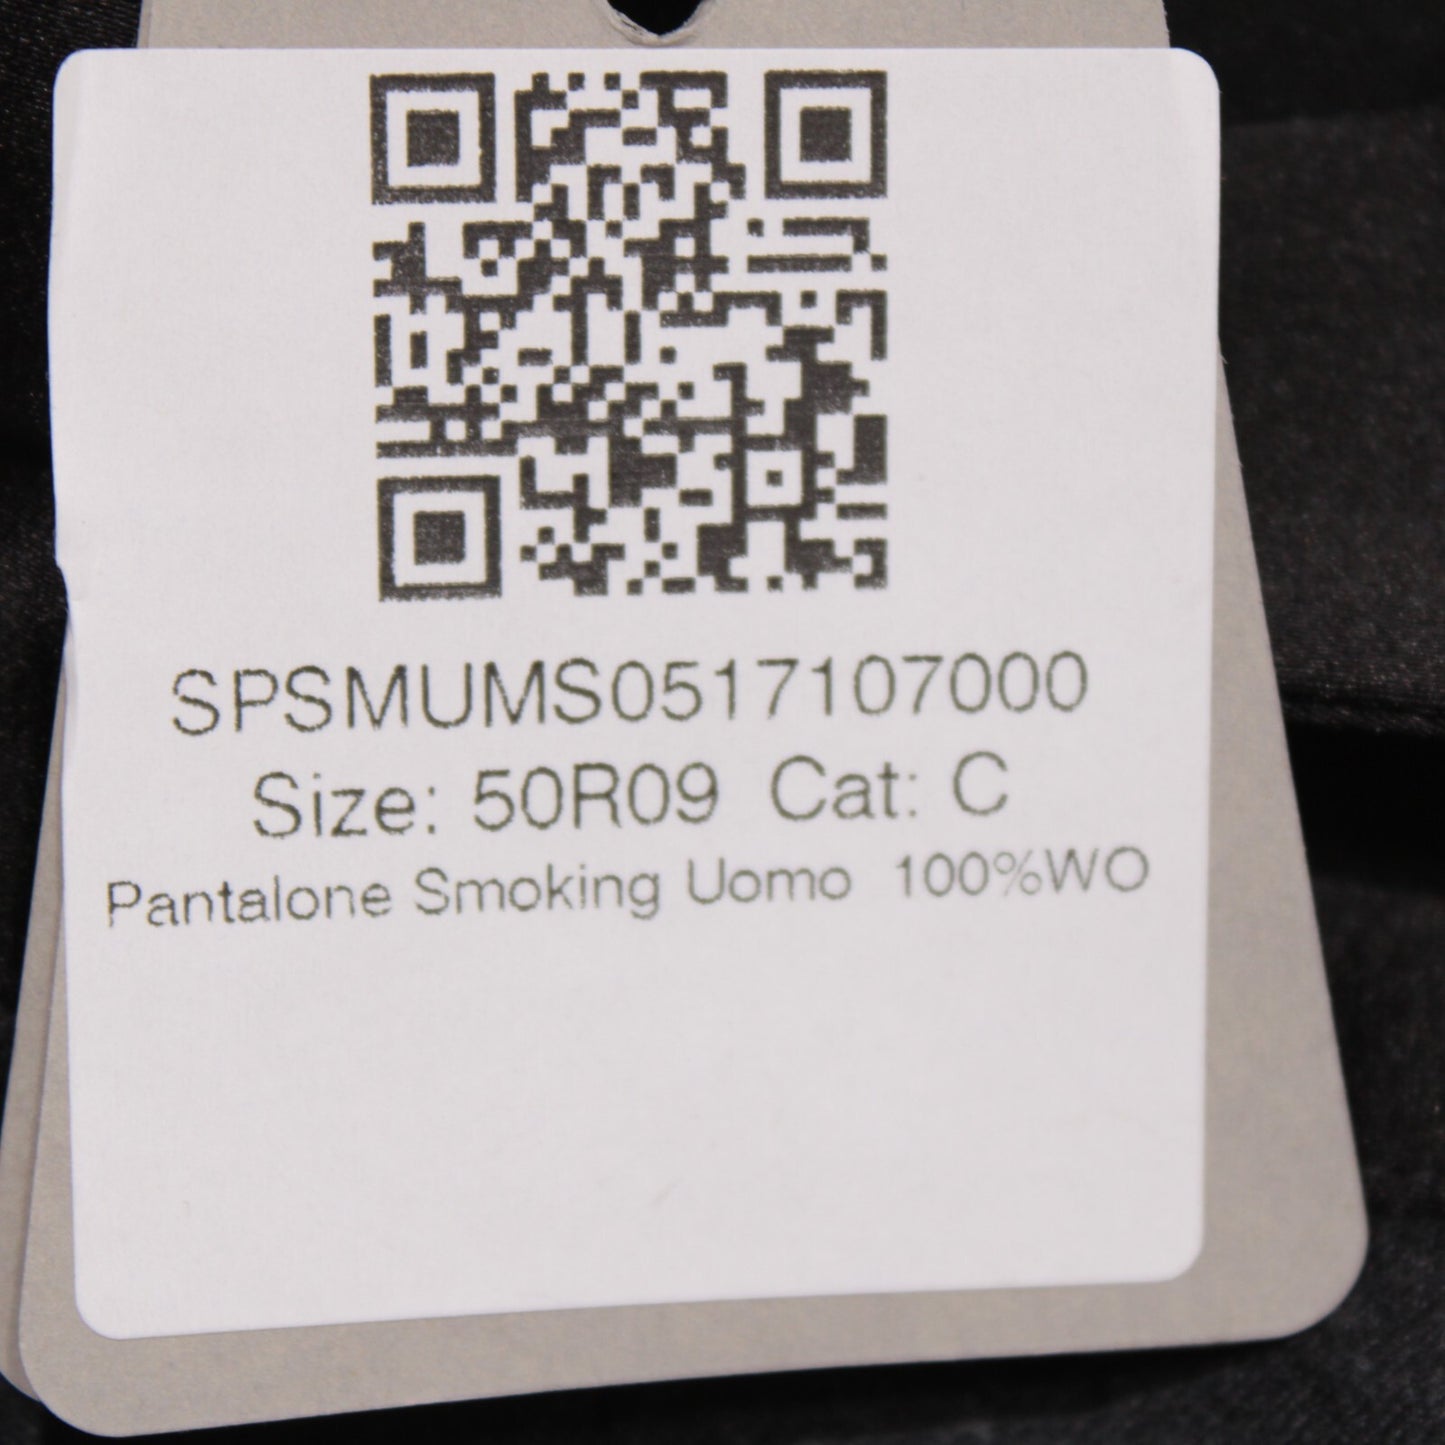 SPSMUMS0517107000
Size: 50R09 Cat: C
Pantalone Smoking Uomo 100%WO